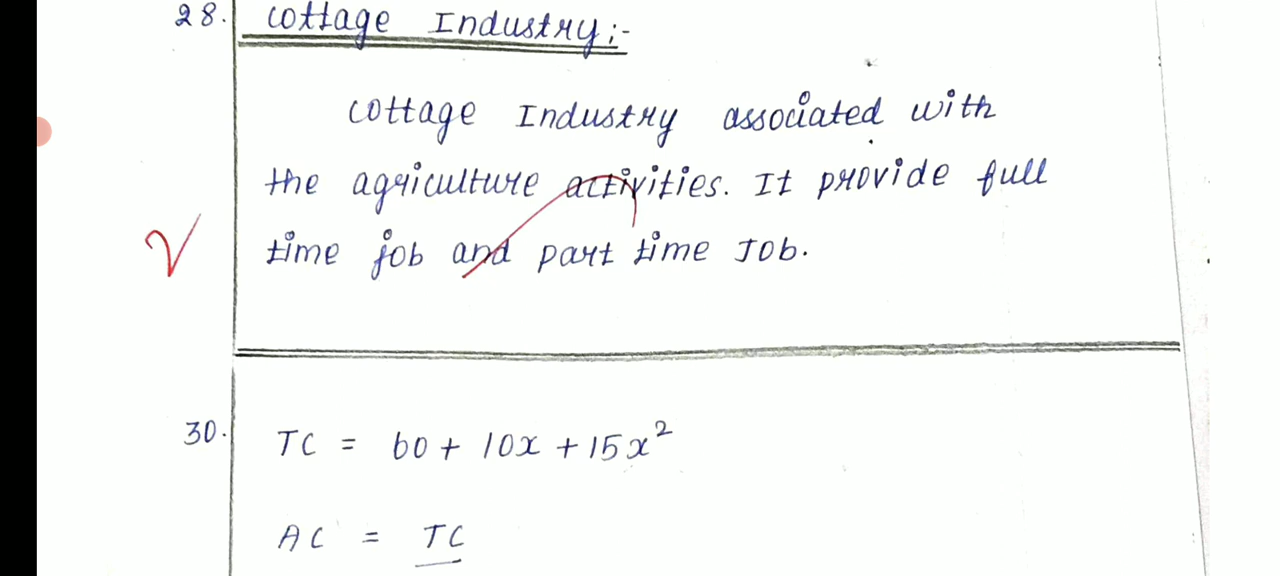 28. Cottage Industry :-
Cottage Industry associated with
the agriculture activities. It provide full
time job and part time Job.
30. TC = 60 + 10x + 15x²
AC = TC